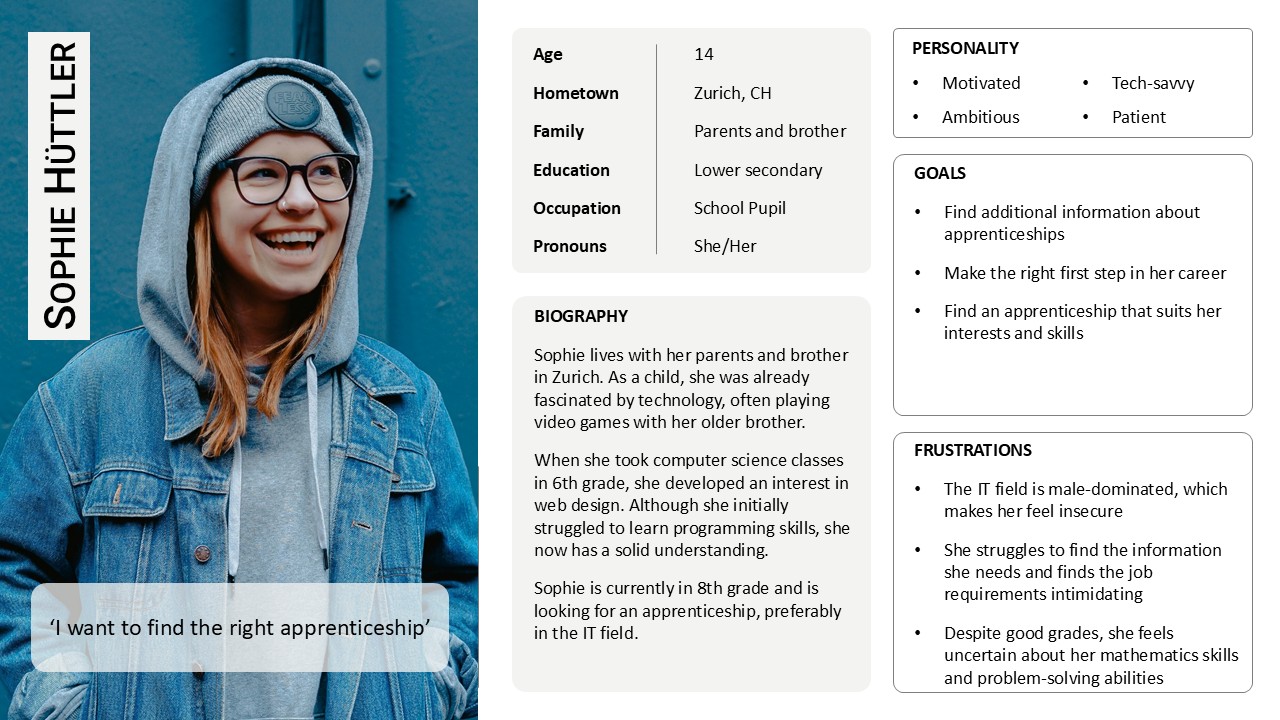 SOPHIE HÜTTLER
‘I want to find the right apprenticeship’
Age 14
Hometown Zurich, CH
Family Parents and brother
Education Lower secondary
Occupation School Pupil
Pronouns She/Her
BIOGRAPHY
Sophie lives with her parents and brother
in Zurich. As a child, she was already
fascinated by technology, often playing
video games with her older brother.
When she took computer science classes
in 6th grade, she developed an interest in
web design. Although she initially
struggled to learn programming skills, she
now has a solid understanding.
Sophie is currently in 8th grade and is
looking for an apprenticeship, preferably
in the IT field.
PERSONALITY
• Motivated • Tech-savvy
• Ambitious • Patient
GOALS
• Find additional information about
apprenticeships
• Make the right first step in her career
• Find an apprenticeship that suits her
interests and skills
FRUSTRATIONS
• The IT field is male-dominated, which
makes her feel insecure
• She struggles to find the information
she needs and finds the job
requirements intimidating
• Despite good grades, she feels
uncertain about her mathematics skills
and problem-solving abilities